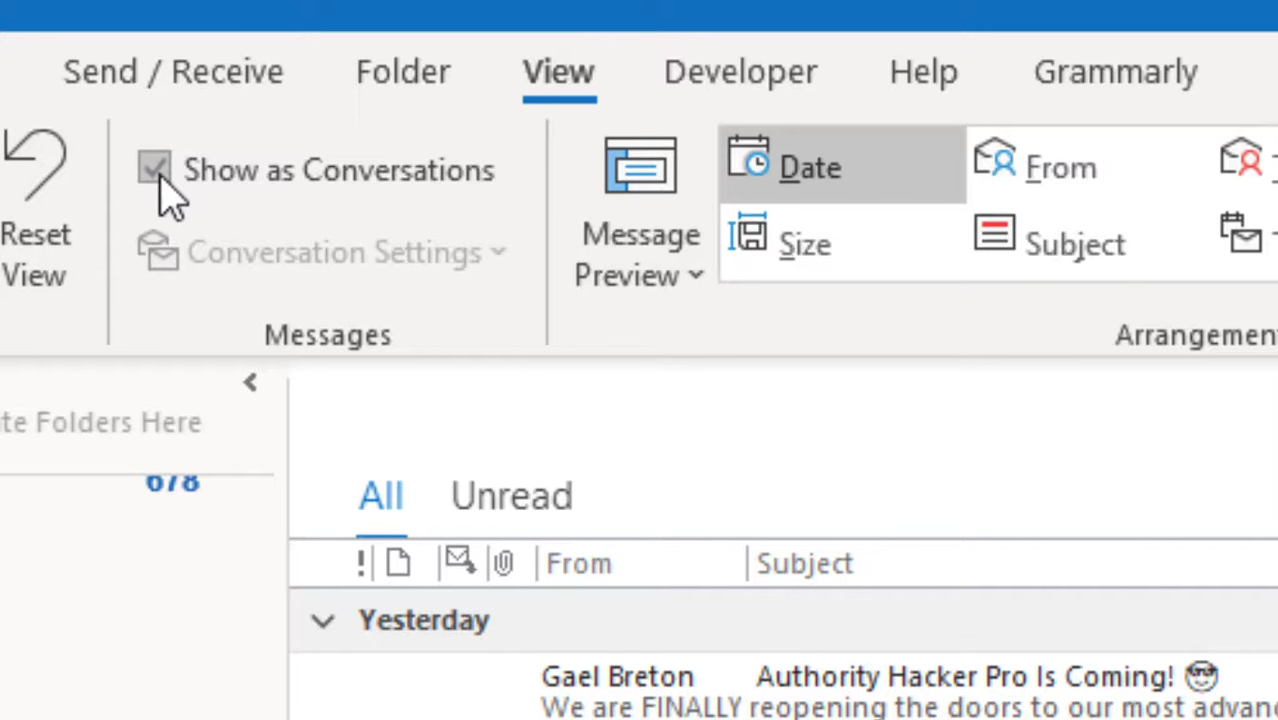 Send / Receive Folder View Developer Help Grammarly
Show as Conversations
Date From
Reset View
Conversation Settings
Message Preview
Size Subject
Messages
Arrangemen
te Folders Here
678
All Unread
! From Subject
Yesterday
Gael Breton Authority Hacker Pro Is Coming! 😎
We are FINALLY reopening the doors to our most advanc